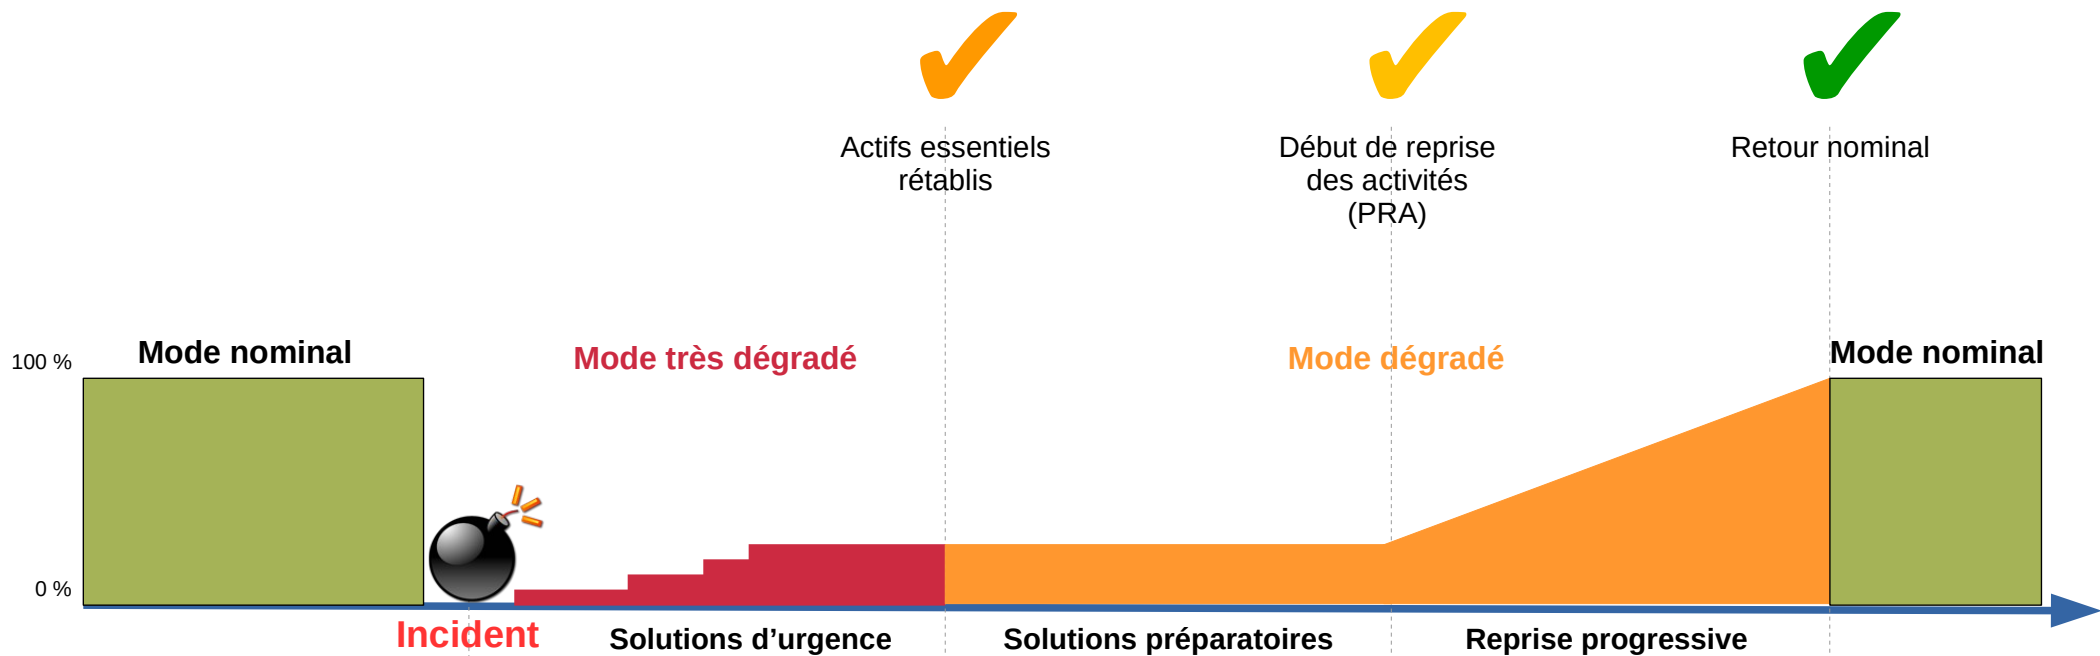 Actifs essentiels
rétablis
Début de reprise
des activités
(PRA)
Retour nominal
100 %
Mode nominal
Mode très dégradé
Mode dégradé
Mode nominal
0 %
Incident
Solutions d’urgence
Solutions préparatoires
Reprise progressive